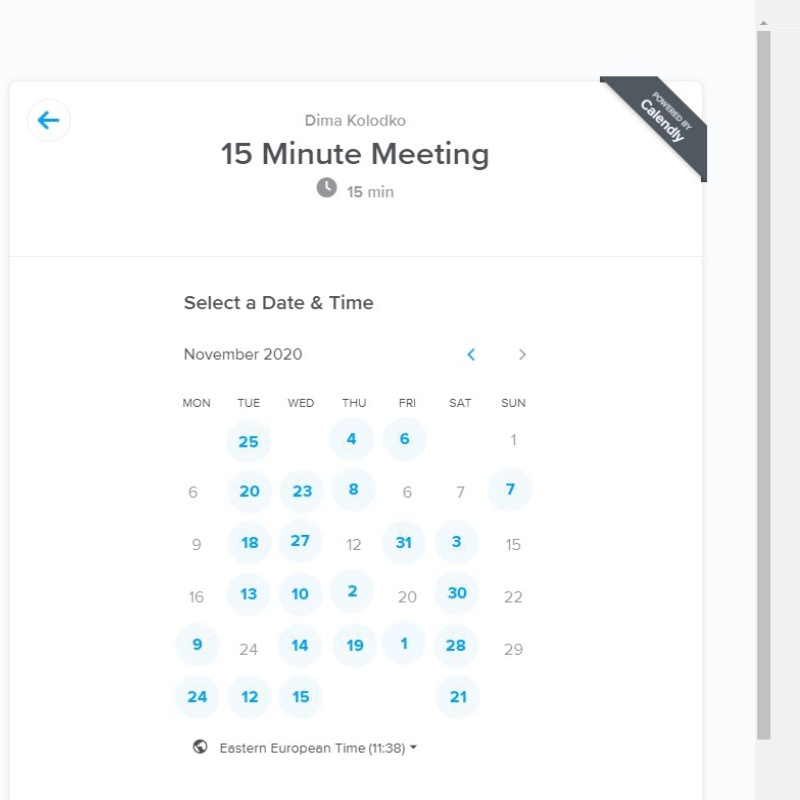 POWERED BY
Calendly
Dima Kolodko
15 Minute Meeting
15 min
Select a Date & Time
November 2020
MON TUE WED THU FRI SAT SUN
25 4 6 1
6 20 23 8 6 7 7
9 18 27 12 31 3 15
16 13 10 2 20 30 22
9 24 14 19 1 28 29
24 12 15 21
Eastern European Time (11:38)